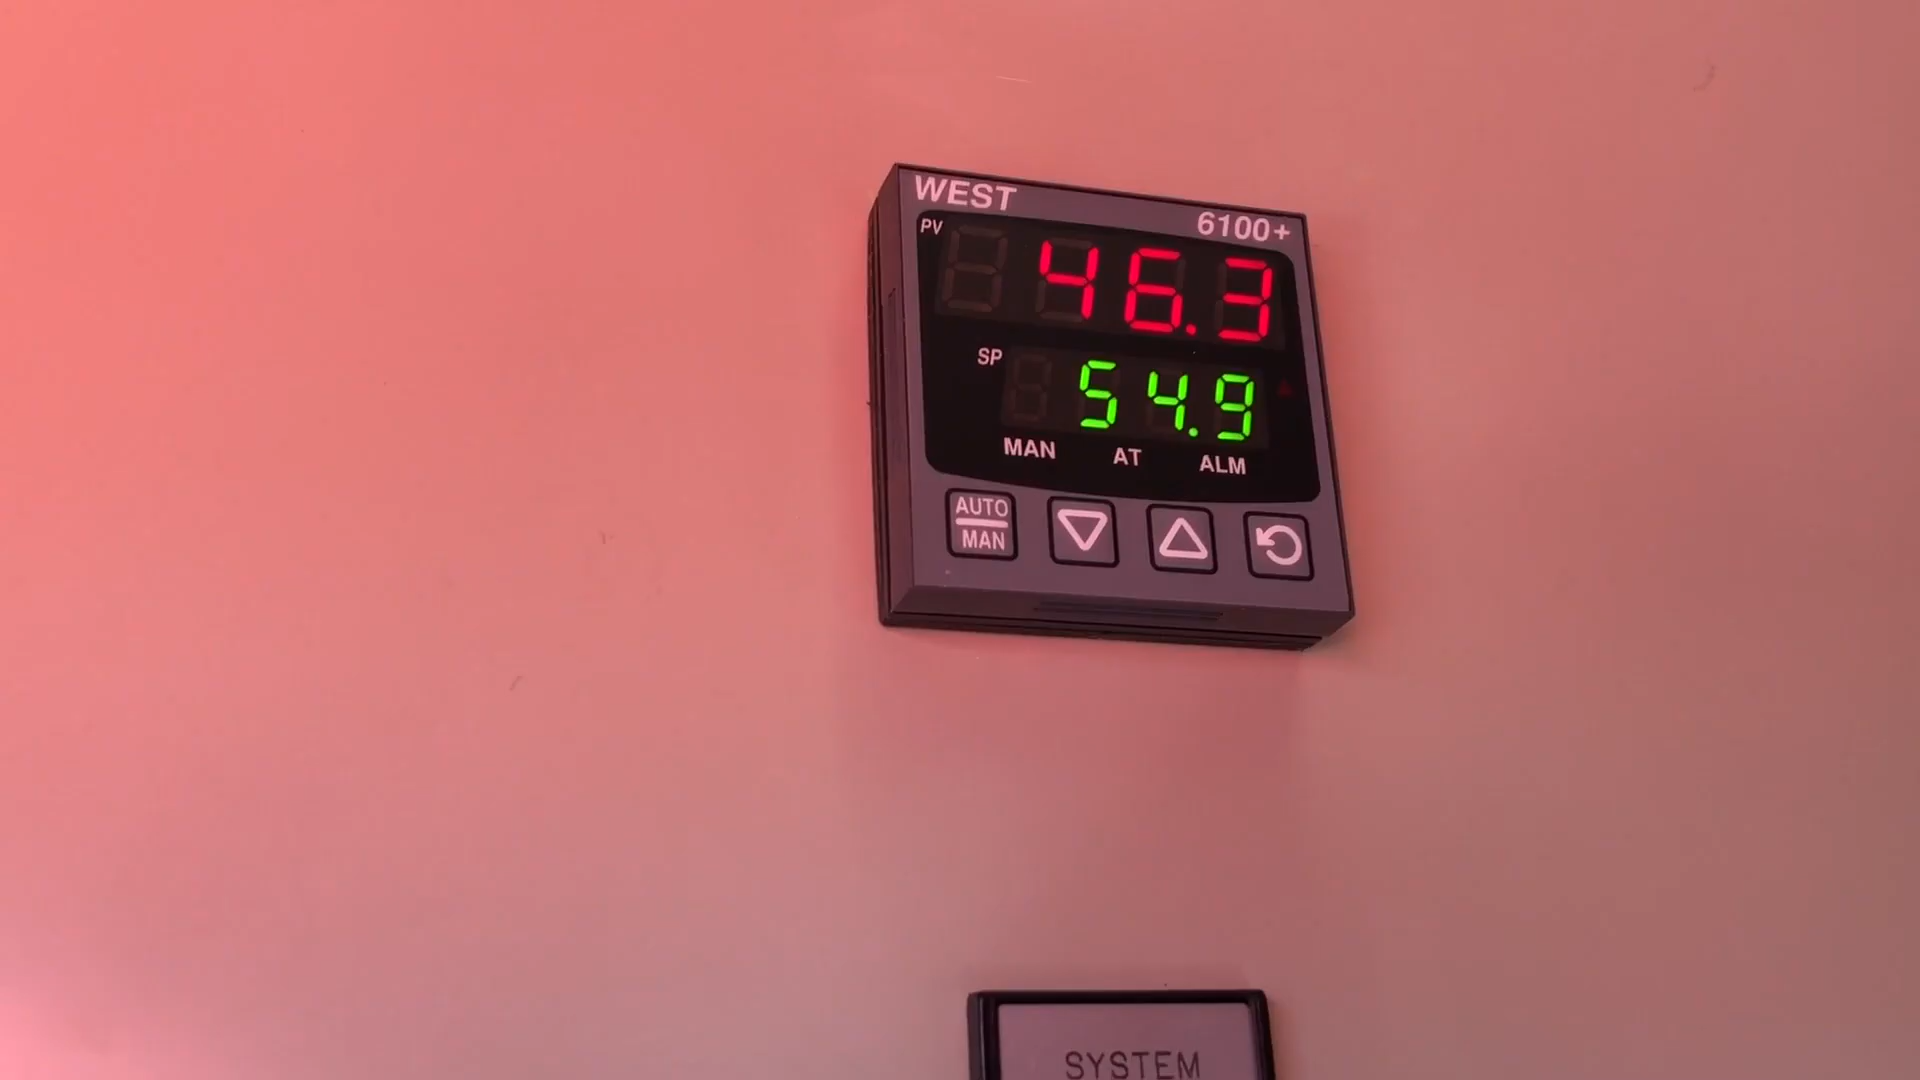 WEST
6100+
PV
46.3
SP
54.9
MAN AT ALM
AUTO
MAN
SYSTEM